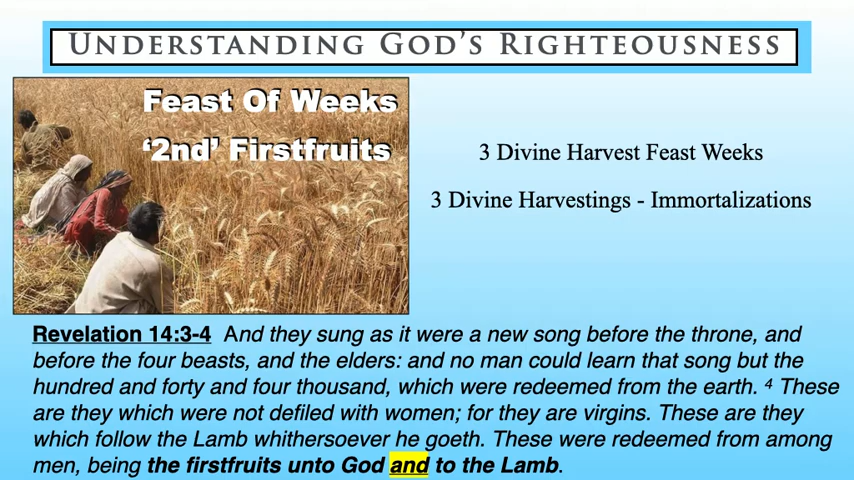 UNDERSTANDING GOD'S RIGHTEOUSNESS
Feast Of Weeks
‘2nd’ Firstfruits
3 Divine Harvest Feast Weeks
3 Divine Harvestings - Immortalizations
Revelation 14:3-4 And they sung as it were a new song before the throne, and
before the four beasts, and the elders: and no man could learn that song but the
hundred and forty and four thousand, which were redeemed from the earth. ⁴ These
are they which were not defiled with women; for they are virgins. These are they
which follow the Lamb whithersoever he goeth. These were redeemed from among
men, being the firstfruits unto God and to the Lamb.